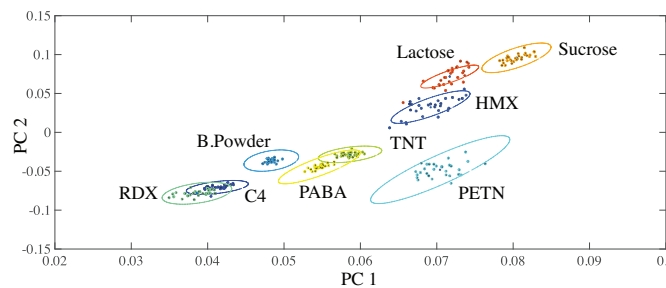 0.15
0.1
0.05
0
-0.05
-0.1
-0.15
PC 2
Lactose
Sucrose
HMX
TNT
B.Powder
PABA
PETN
RDX
C4
0.02
0.03
0.04
0.05
0.06
0.07
0.08
0.09
PC 1